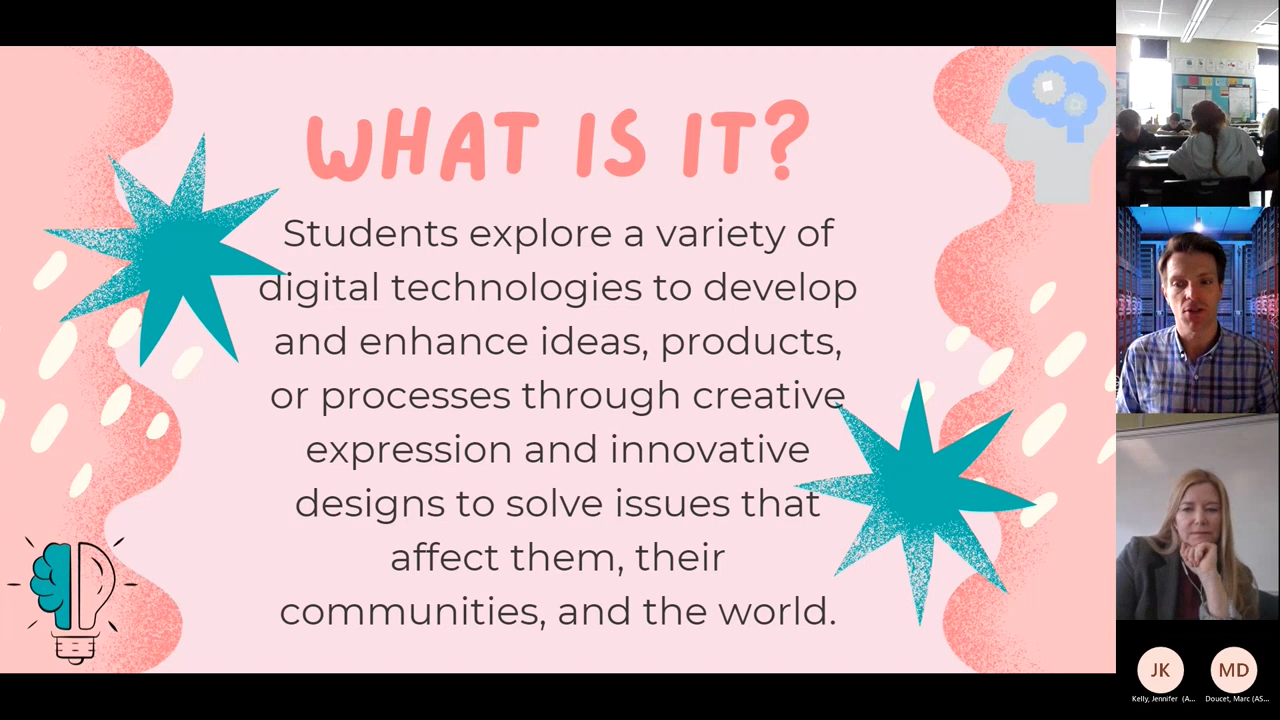 WHAT IS IT?
Students explore a variety of
digital technologies to develop
and enhance ideas, products,
or processes through creative
expression and innovative
designs to solve issues that
affect them, their
communities, and the world.
JK
MD
Kelly, Jennifer (A...
Doucet, Marc (AS...